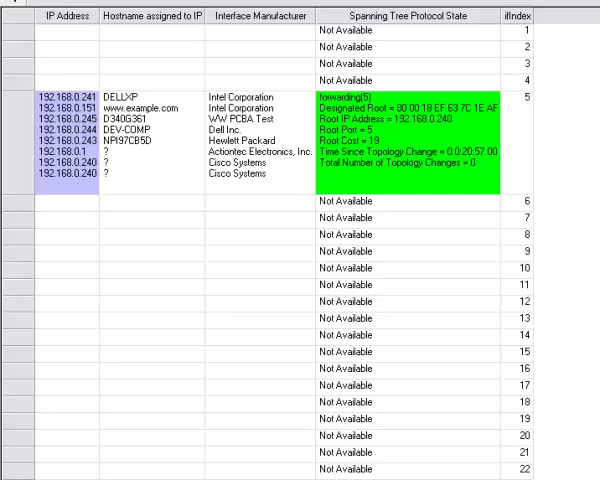 IP Address Hostname assigned to IP Interface Manufacturer Spanning Tree Protocol State ifIndex
Not Available 1
Not Available 2
Not Available 3
Not Available 4
192.168.0.241 DELLXP Intel Corporation forwarding(5) 5
192.168.0.151 www.example.com Intel Corporation Designated Root = 80 00 18 EF 63 7C 1E AF
192.168.0.245 D340G361 WW PCBA Test Root IP Address = 192.168.0.240
192.168.0.244 DEV-COMP Dell Inc. Root Port = 5
192.168.0.243 NPI97CB5D Hewlett Packard Root Cost = 19
192.168.0.1 ? Actiontec Electronics, Inc. Time Since Topology Change = 0:0:20:57.00
192.168.0.240 ? Cisco Systems Total Number of Topology Changes = 0
192.168.0.240 ? Cisco Systems
Not Available 6
Not Available 7
Not Available 8
Not Available 9
Not Available 10
Not Available 11
Not Available 12
Not Available 13
Not Available 14
Not Available 15
Not Available 16
Not Available 17
Not Available 18
Not Available 19
Not Available 20
Not Available 21
Not Available 22